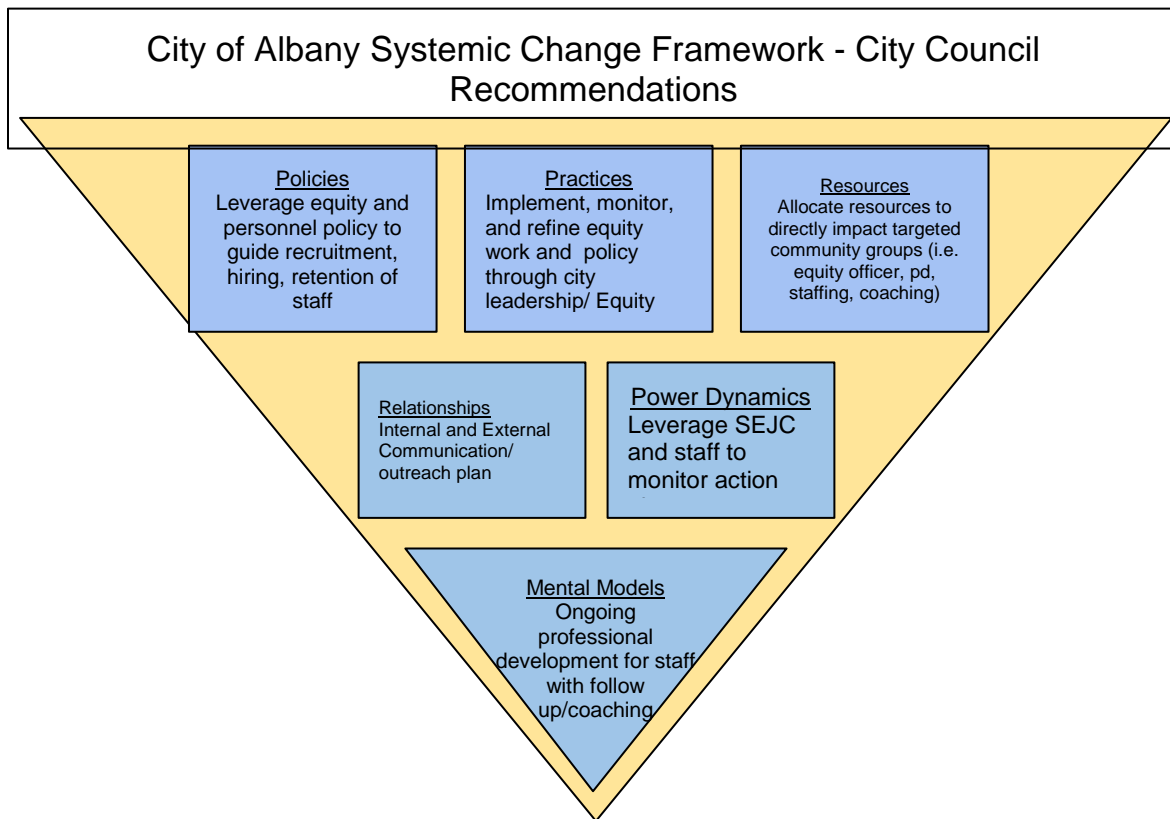 City of Albany Systemic Change Framework - City Council
Recommendations
Policies
Leverage equity and
personnel policy to
guide recruitment,
hiring, retention of
staff
Practices
Implement, monitor,
and refine equity
work and policy
through city
leadership/ Equity
Resources
Allocate resources to
directly impact targeted
community groups (i.e.
equity officer, pd,
staffing, coaching)
Relationships
Internal and External
Communication/
outreach plan
Power Dynamics
Leverage SEJC
and staff to
monitor action
Mental Models
Ongoing
professional
development for staff
with follow
up/coaching